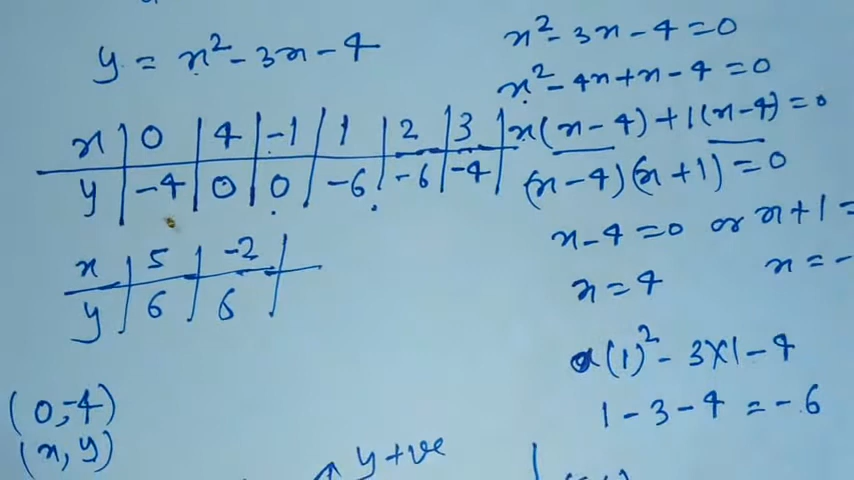 y = x² - 3x - 4
x | 0 | 4 | -1 | 1 | 2 | 3 |
y | -4 | 0 | 0 | -6 | -6 | -4 |
x | 5 | -2 |
y | 6 | 6 |
(0,-4)
(x, y)
y +ve
x² - 3x - 4 = 0
x² - 4x + x - 4 = 0
x(x - 4) + 1(x - 4) = 0
(x - 4)(x + 1) = 0
x - 4 = 0 or x + 1 =
x = 4 x = -
(1)² - 3×1 - 4
1 - 3 - 4 = -6